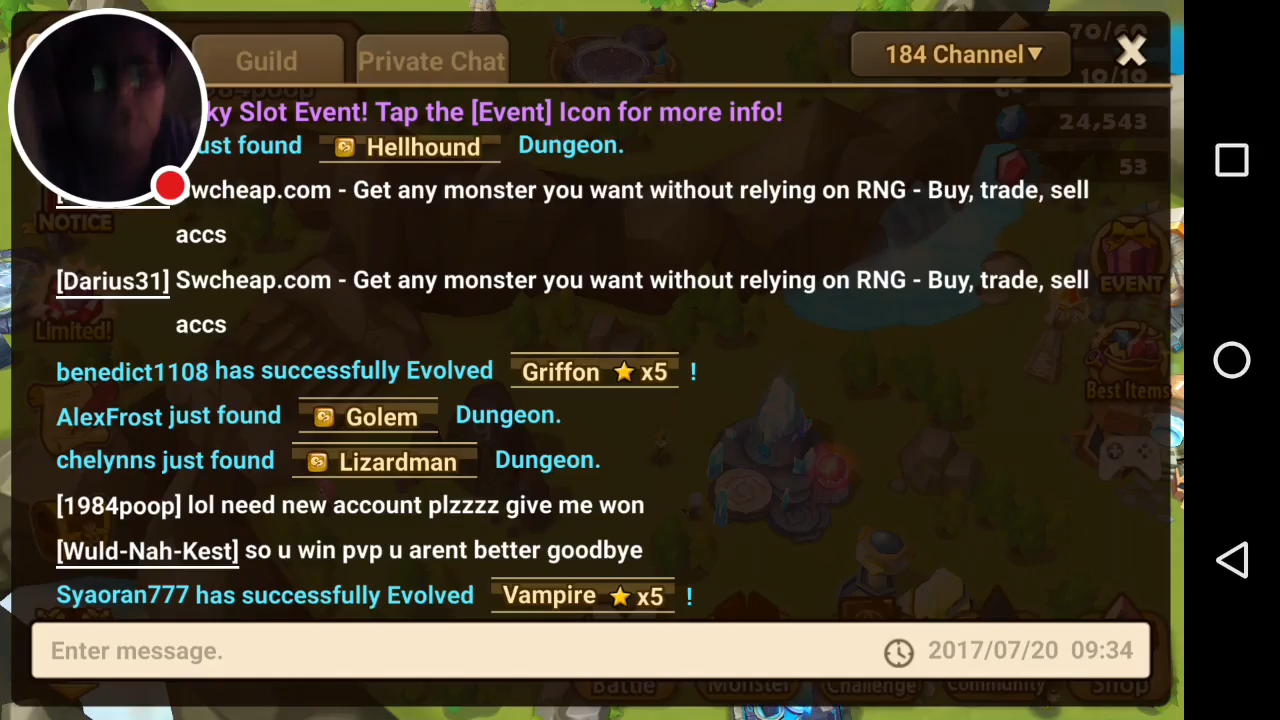 70/60
Guild
Private Chat
184 Channel▼
10/10
ky Slot Event! Tap the [Event] Icon for more info!
24,543
ust found Hellhound Dungeon.
53
wcheap.com - Get any monster you want without relying on RNG - Buy, trade, sell
NOTICE
accs
[Darius31] Swcheap.com - Get any monster you want without relying on RNG - Buy, trade, sell
EVENT
accs
Limited!
benedict1108 has successfully Evolved Griffon ★x5 !
Best Items
AlexFrost just found Golem Dungeon.
chelynns just found Lizardman Dungeon.
[1984poop] lol need new account plzzzz give me won
[Wuld-Nah-Kest] so u win pvp u arent better goodbye
Syaoran777 has successfully Evolved Vampire ★x5 !
Enter message.
2017/07/20 09:34
Battle
Monster
Challenge
Community
Shop